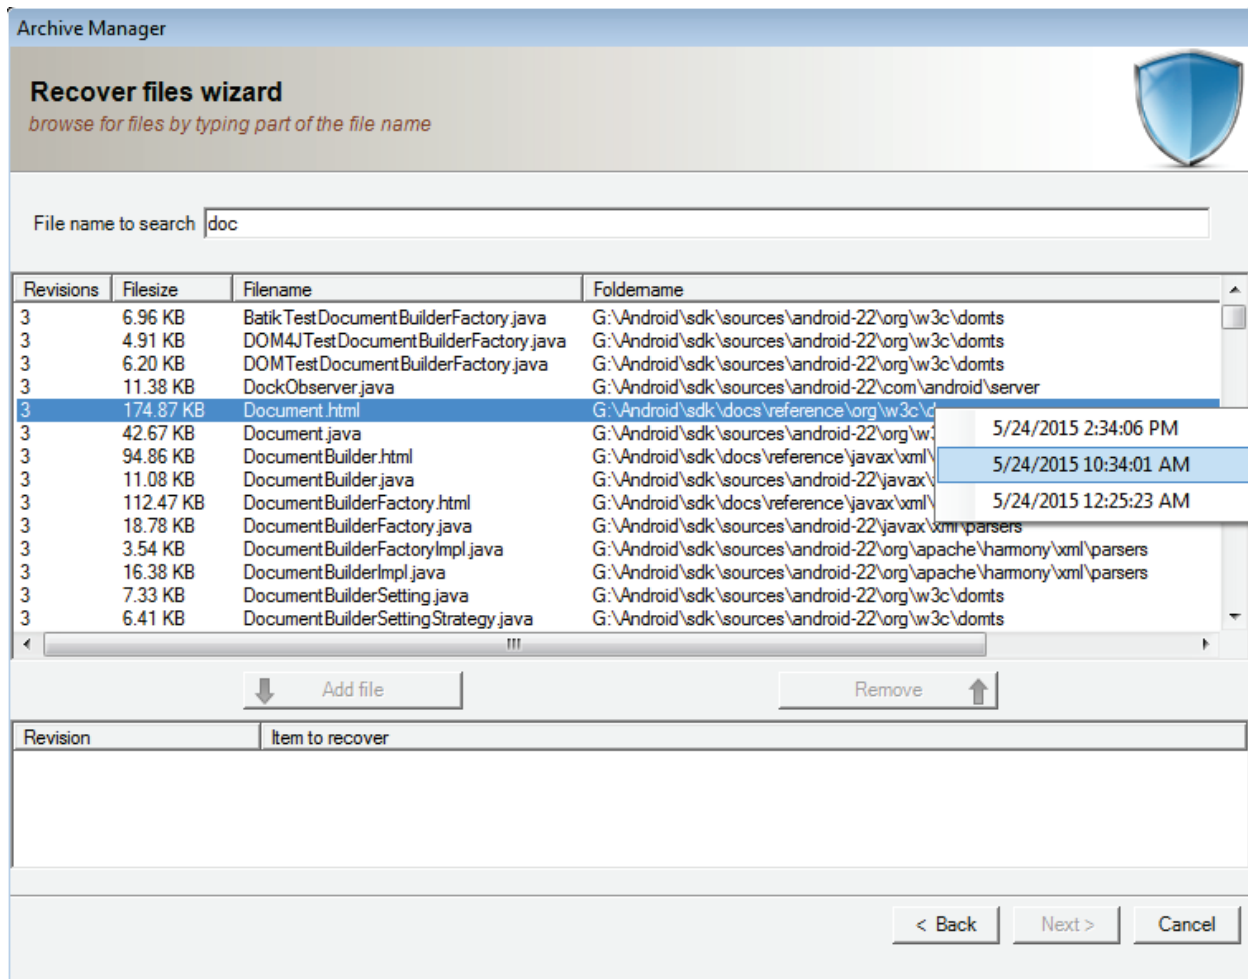 Archive Manager
Recover files wizard
browse for files by typing part of the file name
File name to search doc
Revisions Filesize Filename Foldername
3 6.96 KB BatikTestDocumentBuilderFactory.java G:\Android\sdk\sources\android-22\org\w3c\domts
3 4.91 KB DOM4JTestDocumentBuilderFactory.java G:\Android\sdk\sources\android-22\org\w3c\domts
3 6.20 KB DOMTestDocumentBuilderFactory.java G:\Android\sdk\sources\android-22\org\w3c\domts
3 11.38 KB DockObserver.java G:\Android\sdk\sources\android-22\com\android\server
3 174.87 KB Document.html G:\Android\sdk\docs\reference\org\w3c\d
3 42.67 KB Document.java G:\Android\sdk\sources\android-22\org\w3 5/24/2015 2:34:06 PM
3 94.86 KB DocumentBuilder.html G:\Android\sdk\docs\reference\javax\xml\ 5/24/2015 10:34:01 AM
3 11.08 KB DocumentBuilder.java G:\Android\sdk\sources\android-22\javax\
3 112.47 KB DocumentBuilderFactory.html G:\Android\sdk\docs\reference\javax\xml\ 5/24/2015 12:25:23 AM
3 18.78 KB DocumentBuilderFactory.java G:\Android\sdk\sources\android-22\javax\xml\parsers
3 3.54 KB DocumentBuilderFactoryImpl.java G:\Android\sdk\sources\android-22\org\apache\harmony\xml\parsers
3 16.38 KB DocumentBuilderImpl.java G:\Android\sdk\sources\android-22\org\apache\harmony\xml\parsers
3 7.33 KB DocumentBuilderSetting.java G:\Android\sdk\sources\android-22\org\w3c\domts
3 6.41 KB DocumentBuilderSettingStrategy.java G:\Android\sdk\sources\android-22\org\w3c\domts
Add file Remove
Revision Item to recover
< Back Next > Cancel